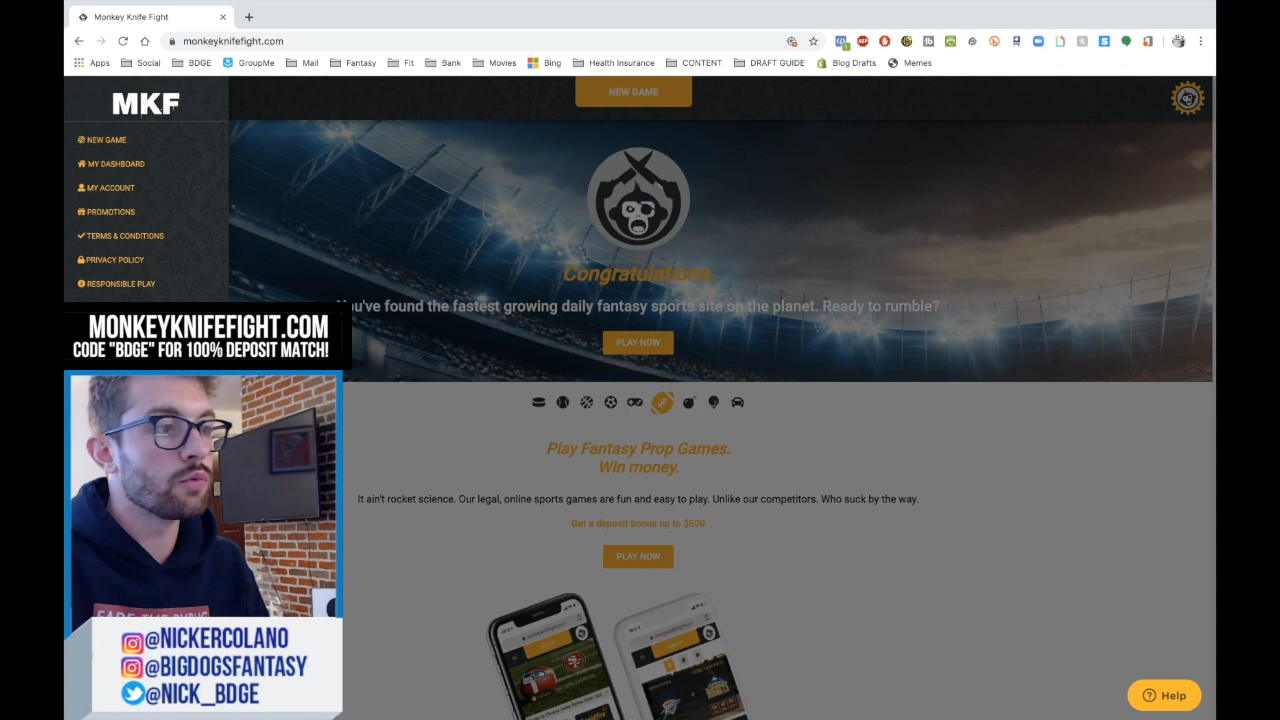 Monkey Knife Fight
monkeyknifefight.com
Apps Social BDGE GroupMe Mail Fantasy Fit Bank Movies Bing Health Insurance CONTENT DRAFT GUIDE Blog Drafts Memes
MKF
NEW GAME
NEW GAME
MY DASHBOARD
MY ACCOUNT
PROMOTIONS
TERMS & CONDITIONS
PRIVACY POLICY
RESPONSIBLE PLAY
Congratulations.
You've found the fastest growing daily fantasy sports site on the planet. Ready to rumble?
PLAY NOW
MONKEYKNIFEFIGHT.COM
CODE "BDGE" FOR 100% DEPOSIT MATCH!
Play Fantasy Prop Games.
Win money.
It ain't rocket science. Our legal, online sports games are fun and easy to play. Unlike our competitors. Who suck by the way.
Get a deposit bonus up to $500
PLAY NOW
@NICKERCOLANO
@BIGDOGSFANTASY
@NICK_BDGE
Help